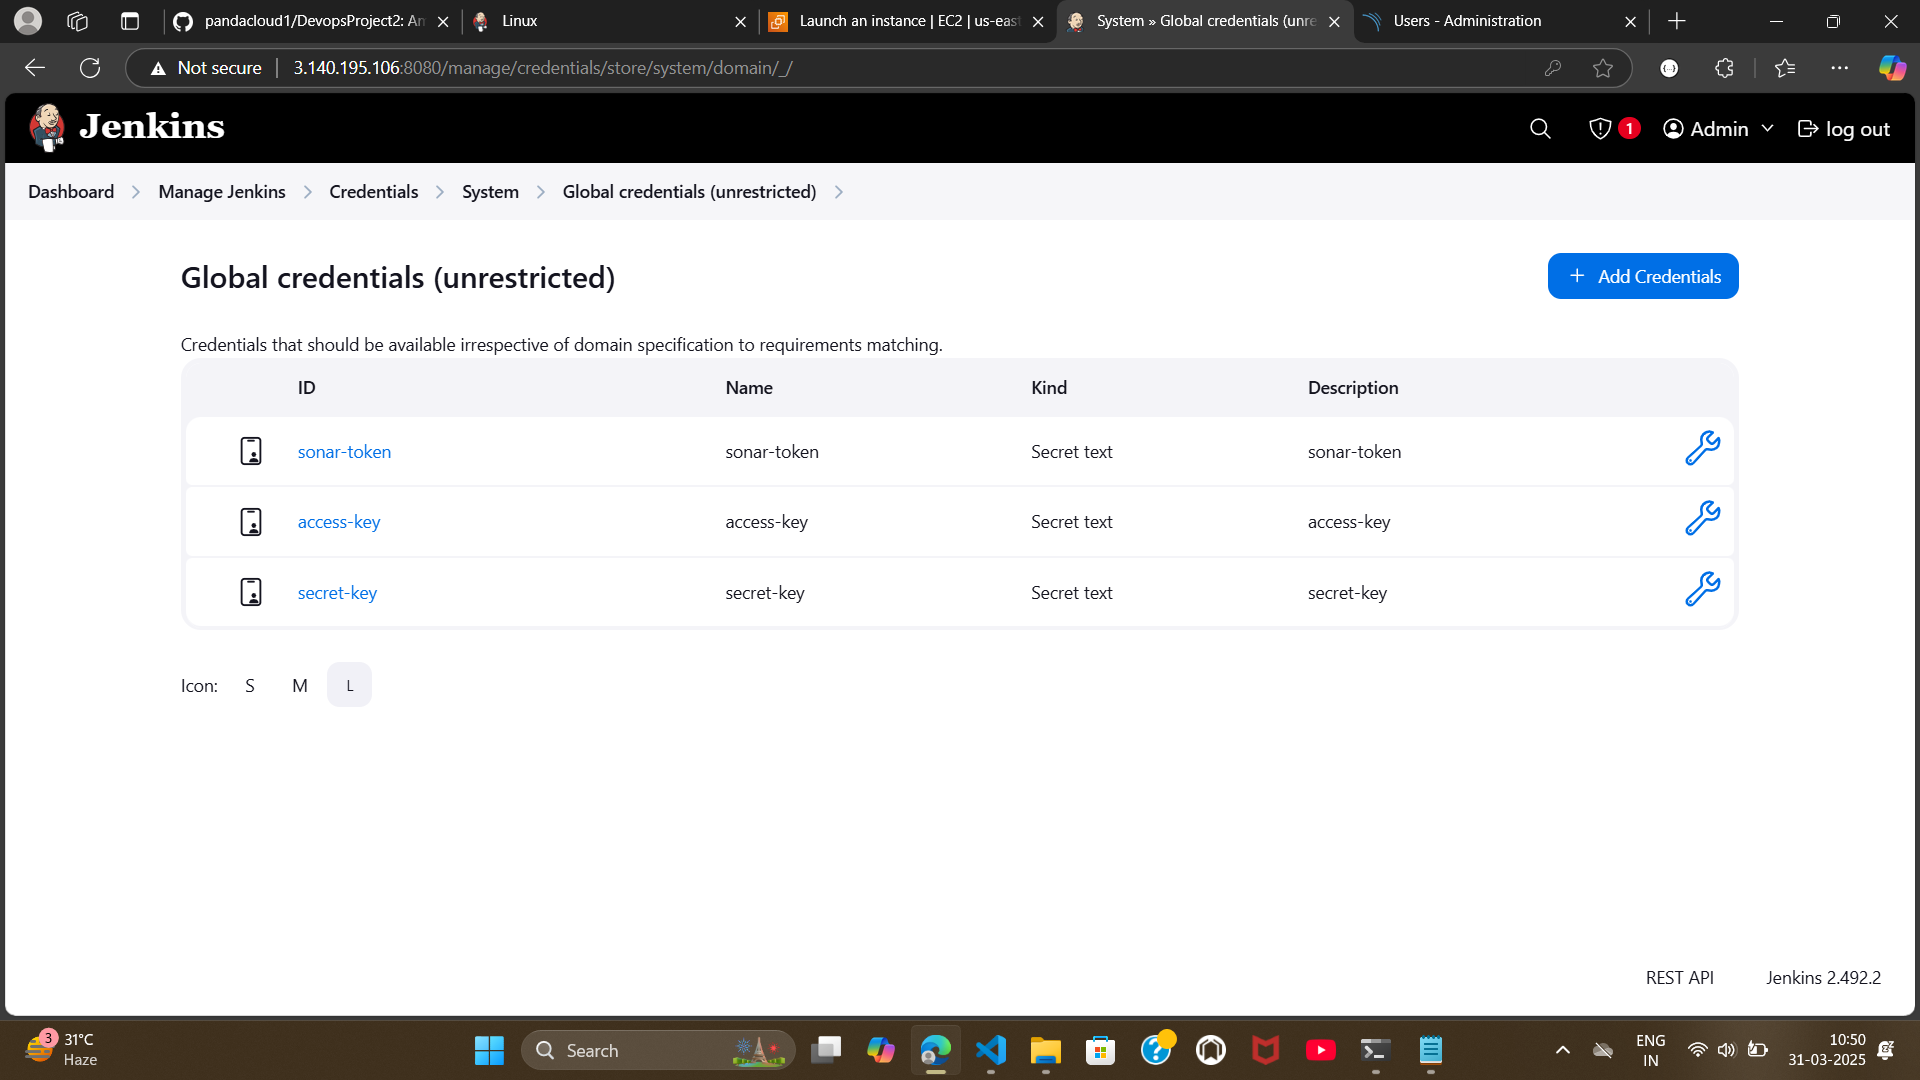 pandacloud1/DevopsProject2: Am
Linux
Launch an instance | EC2 | us-east
System » Global credentials (unre
Users - Administration
Not secure
3.140.195.106:8080/manage/credentials/store/system/domain/_/
Jenkins
1
Admin
log out
Dashboard
Manage Jenkins
Credentials
System
Global credentials (unrestricted)
Global credentials (unrestricted)
+ Add Credentials
Credentials that should be available irrespective of domain specification to requirements matching.
ID Name Kind Description
sonar-token sonar-token Secret text sonar-token
access-key access-key Secret text access-key
secret-key secret-key Secret text secret-key
Icon: S M L
REST API
Jenkins 2.492.2
3
31°C
Haze
Search
ENG
IN
10:50
31-03-2025